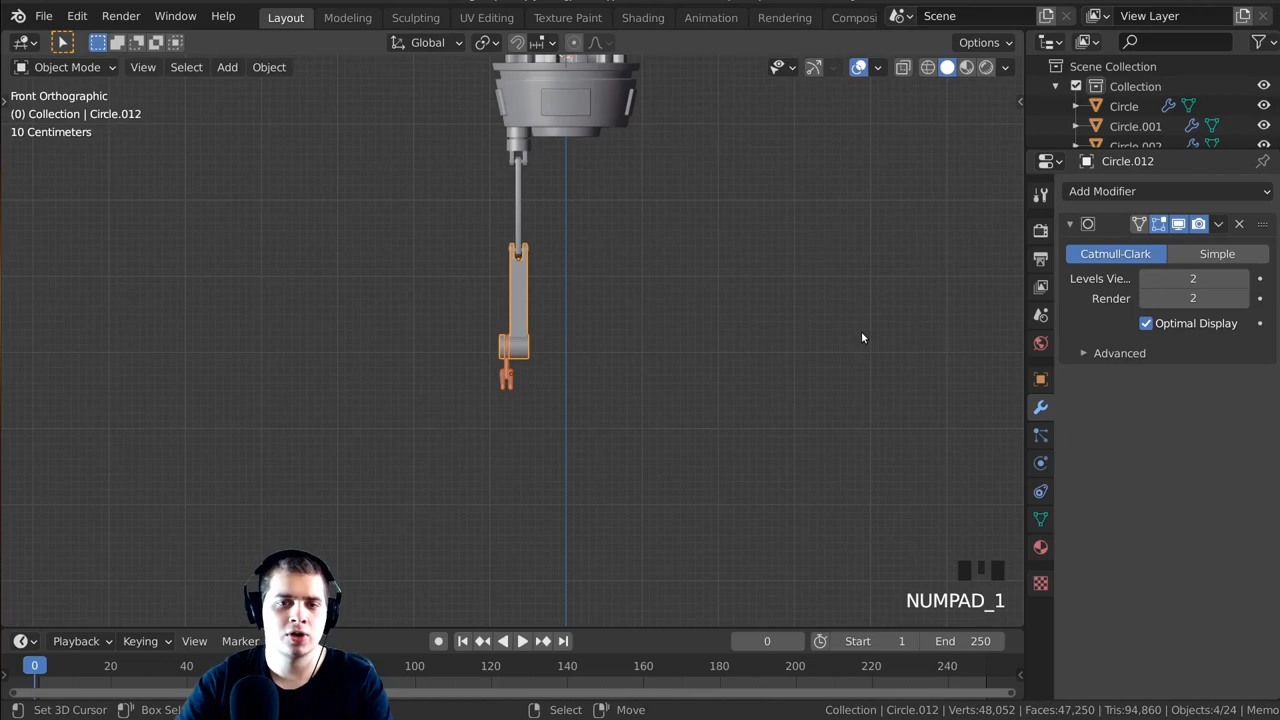 File Edit Render Window Help Layout Modeling Sculpting UV Editing Texture Paint Shading Animation Rendering Composi Scene View Layer
Global Options
Object Mode View Select Add Object
Scene Collection
Collection
Circle
Circle.001
Circle.002
Front Orthographic
(0) Collection | Circle.012
10 Centimeters
Circle.012
Add Modifier
Catmull-Clark Simple
Levels Vie... 2
Render 2
Optimal Display
Advanced
NUMPAD_1
Playback Keying View Marker 0 Start 1 End 250
0 20 40 100 120 140 160 180 200 220 240
Set 3D Cursor Box Sel Select Move Collection | Circle.012 | Verts:48,052 | Faces:47,250 | Tris:94,860 | Objects:4/24 | Memo